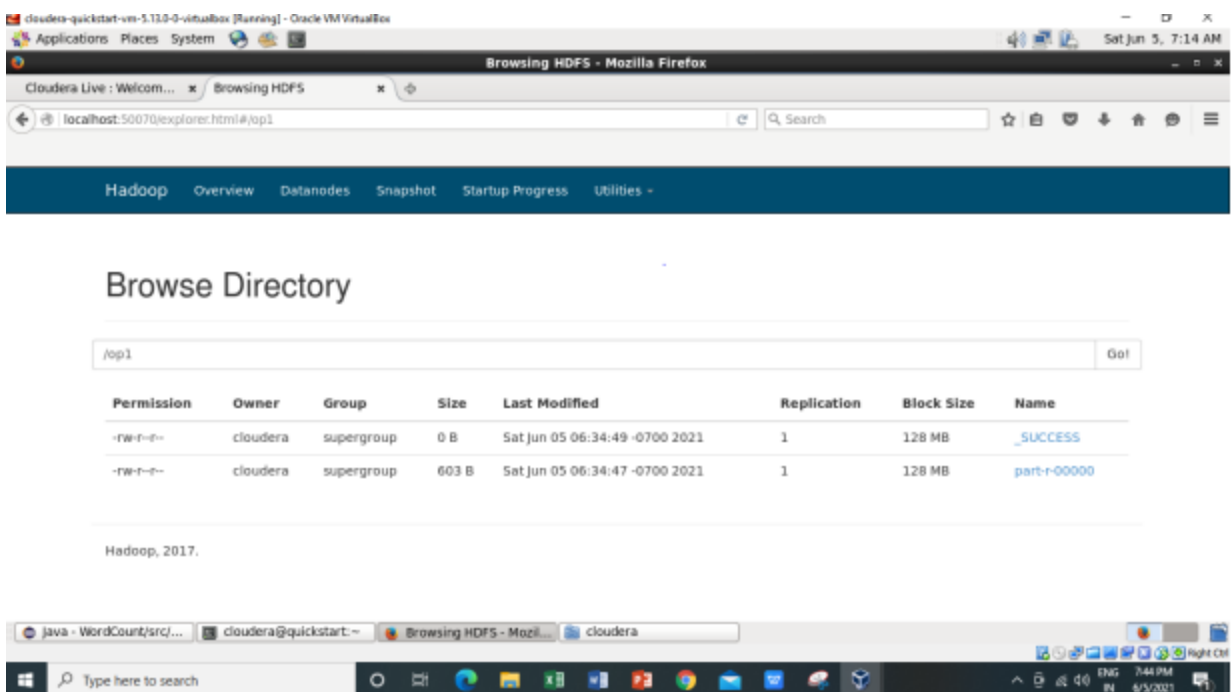 cloudera-quickstart-vm-5.13.0-0-virtualbox [Running] - Oracle VM VirtualBox
Applications Places System Sat Jun 5, 7:14 AM
Browsing HDFS - Mozilla Firefox
Cloudera Live : Welcom... Browsing HDFS
localhost:50070/explorer.html#/op1 Search
Hadoop Overview Datanodes Snapshot Startup Progress Utilities
Browse Directory
/op1 Go!
Permission Owner Group Size Last Modified Replication Block Size Name
-rw-r--r-- cloudera supergroup 0 B Sat Jun 05 06:34:49 -0700 2021 1 128 MB _SUCCESS
-rw-r--r-- cloudera supergroup 603 B Sat Jun 05 06:34:47 -0700 2021 1 128 MB part-r-00000
Hadoop, 2017.
Java - WordCount/src/... cloudera@quickstart:~ Browsing HDFS - Mozil... cloudera
Right Ctrl
Type here to search ENG 7:44 PM
IN 6/5/2021